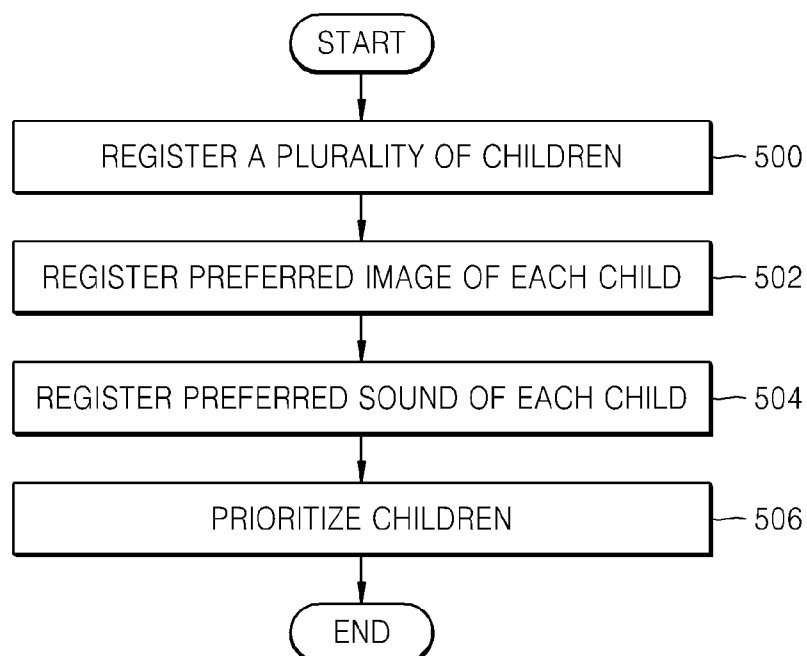 START
REGISTER A PLURALITY OF CHILDREN
500
REGISTER PREFERRED IMAGE OF EACH CHILD
502
REGISTER PREFERRED SOUND OF EACH CHILD
504
PRIORITIZE CHILDREN
506
END